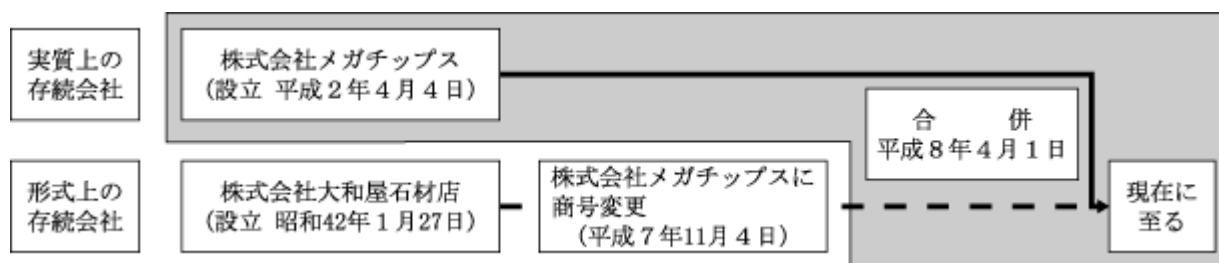 実質上の
存続会社
株式会社メガチップス
(設立 平成2年4月4日)
合 併
平成8年4月1日
形式上の
存続会社
株式会社大和屋石材店
(設立 昭和42年1月27日)
株式会社メガチップスに
商号変更
(平成7年11月4日)
現在に
至る